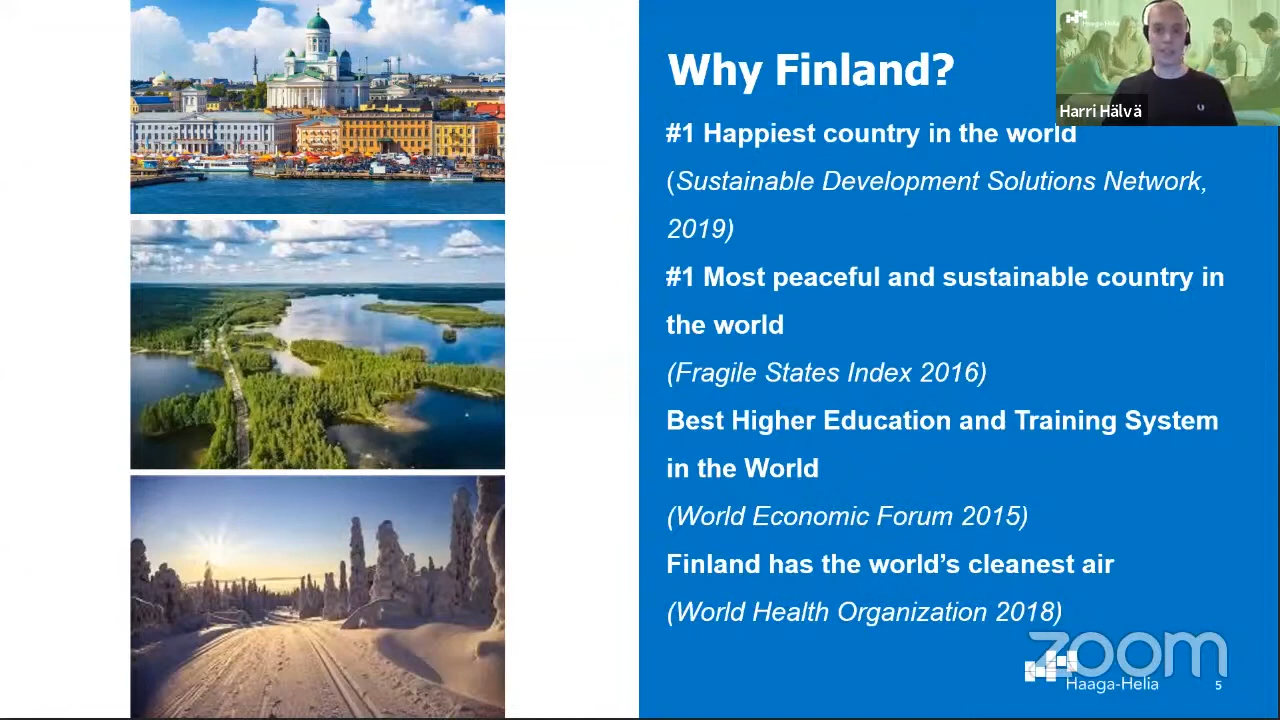 Why Finland?
Haaga-Helia
Harri Hälvä
#1 Happiest country in the world
(Sustainable Development Solutions Network,
2019)
#1 Most peaceful and sustainable country in
the world
(Fragile States Index 2016)
Best Higher Education and Training System
in the World
(World Economic Forum 2015)
Finland has the world’s cleanest air
(World Health Organization 2018)
zoom
Haaga-Helia
5